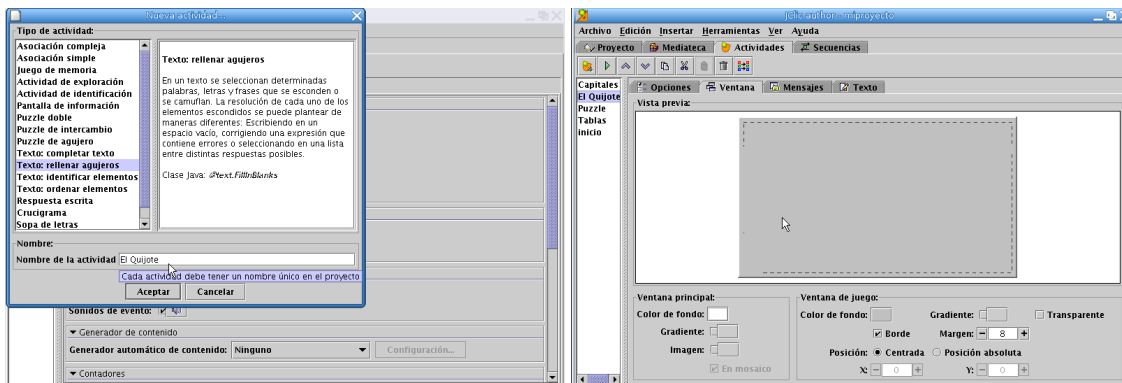 Nueva actividad...
Tipo de actividad:
Asociación compleja
Asociación simple
Juego de memoria
Actividad de exploración
Actividad de identificación
Pantalla de información
Puzzle doble
Puzzle de intercambio
Puzzle de agujero
Texto: completar texto
Texto: rellenar agujeros
Texto: identificar elementos
Texto: ordenar elementos
Respuesta escrita
Crucigrama
Sopa de letras
Texto: rellenar agujeros
En un texto se seleccionan determinadas
palabras, letras y frases que se esconden o
se camuflan. La resolución de cada uno de los
elementos escondidos se puede plantear de
maneras diferentes: Escribiendo en un
espacio vacío, corrigiendo una expresión que
contiene errores o seleccionando en una lista
entre distintas respuestas posibles.
Clase Java: @text.FillInBlanks
Nombre:
Nombre de la actividad El Quijote
Cada actividad debe tener un nombre único en el proyecto
Aceptar Cancelar
Sonidos de evento:
Generador de contenido
Generador automático de contenido: Ninguno Configuración...
Contadores
JClic author - miproyecto
Archivo Edición Insertar Herramientas Ver Ayuda
Proyecto Mediateca Actividades Secuencias
Capitales
El Quijote
Puzzle
Tablas
inicio
Opciones Ventana Mensajes Texto
Vista previa:
Ventana principal:
Color de fondo:
Gradiente:
Imagen:
En mosaico
Ventana de juego:
Color de fondo: Gradiente: Transparente
Borde Margen: - 8 +
Posición: Centrada Posición absoluta
X: - 0 + Y: - 0 +